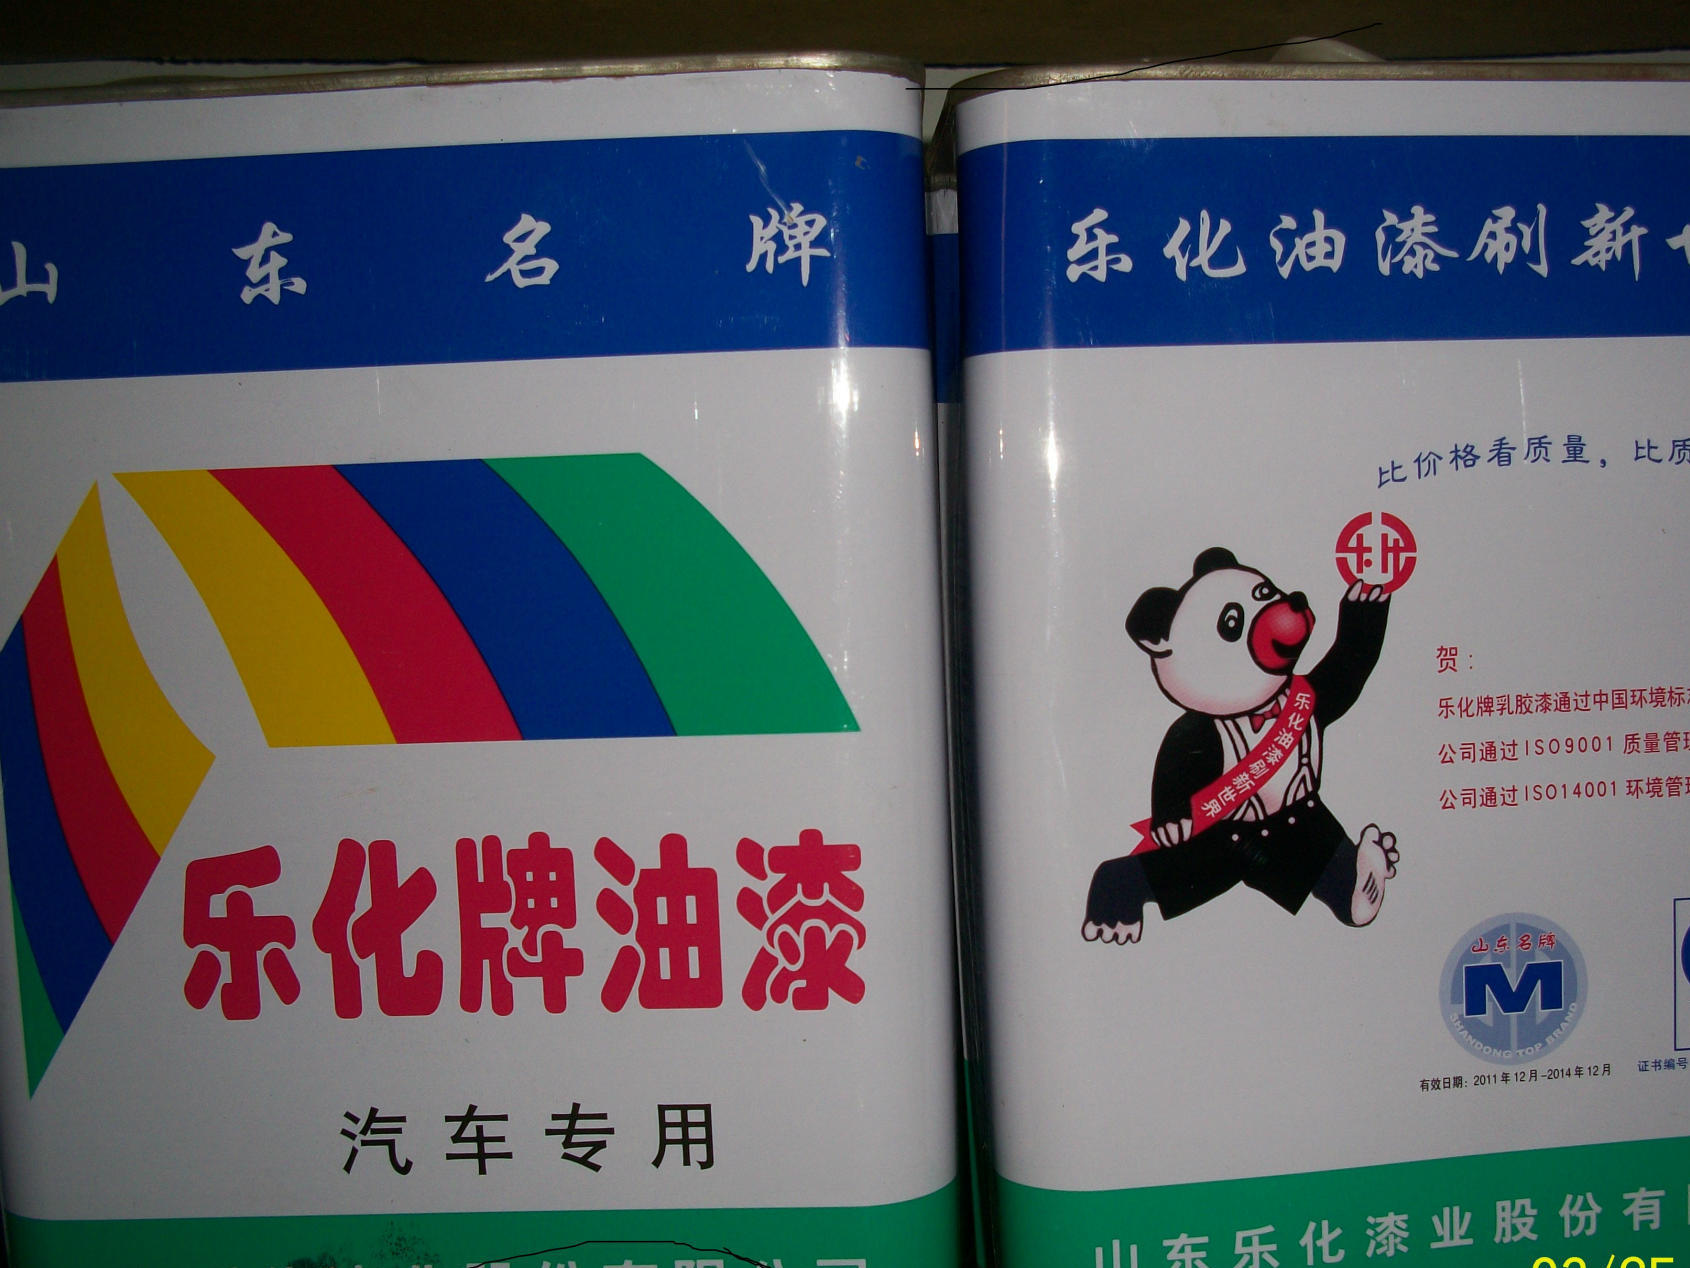 山东名牌
乐化牌油漆
汽车专用
乐化油漆刷新
比价格看质量，比质
乐化
乐化油漆刷新世界
贺：
乐化牌乳胶漆通过中国环境标
公司通过ISO9001 质量管理
公司通过ISO14001 环境管理
山东名牌
M
SHANDONG TOP BRAND
有效日期：2011年12月-2014年12月
证书编号
山东乐化漆业股份有